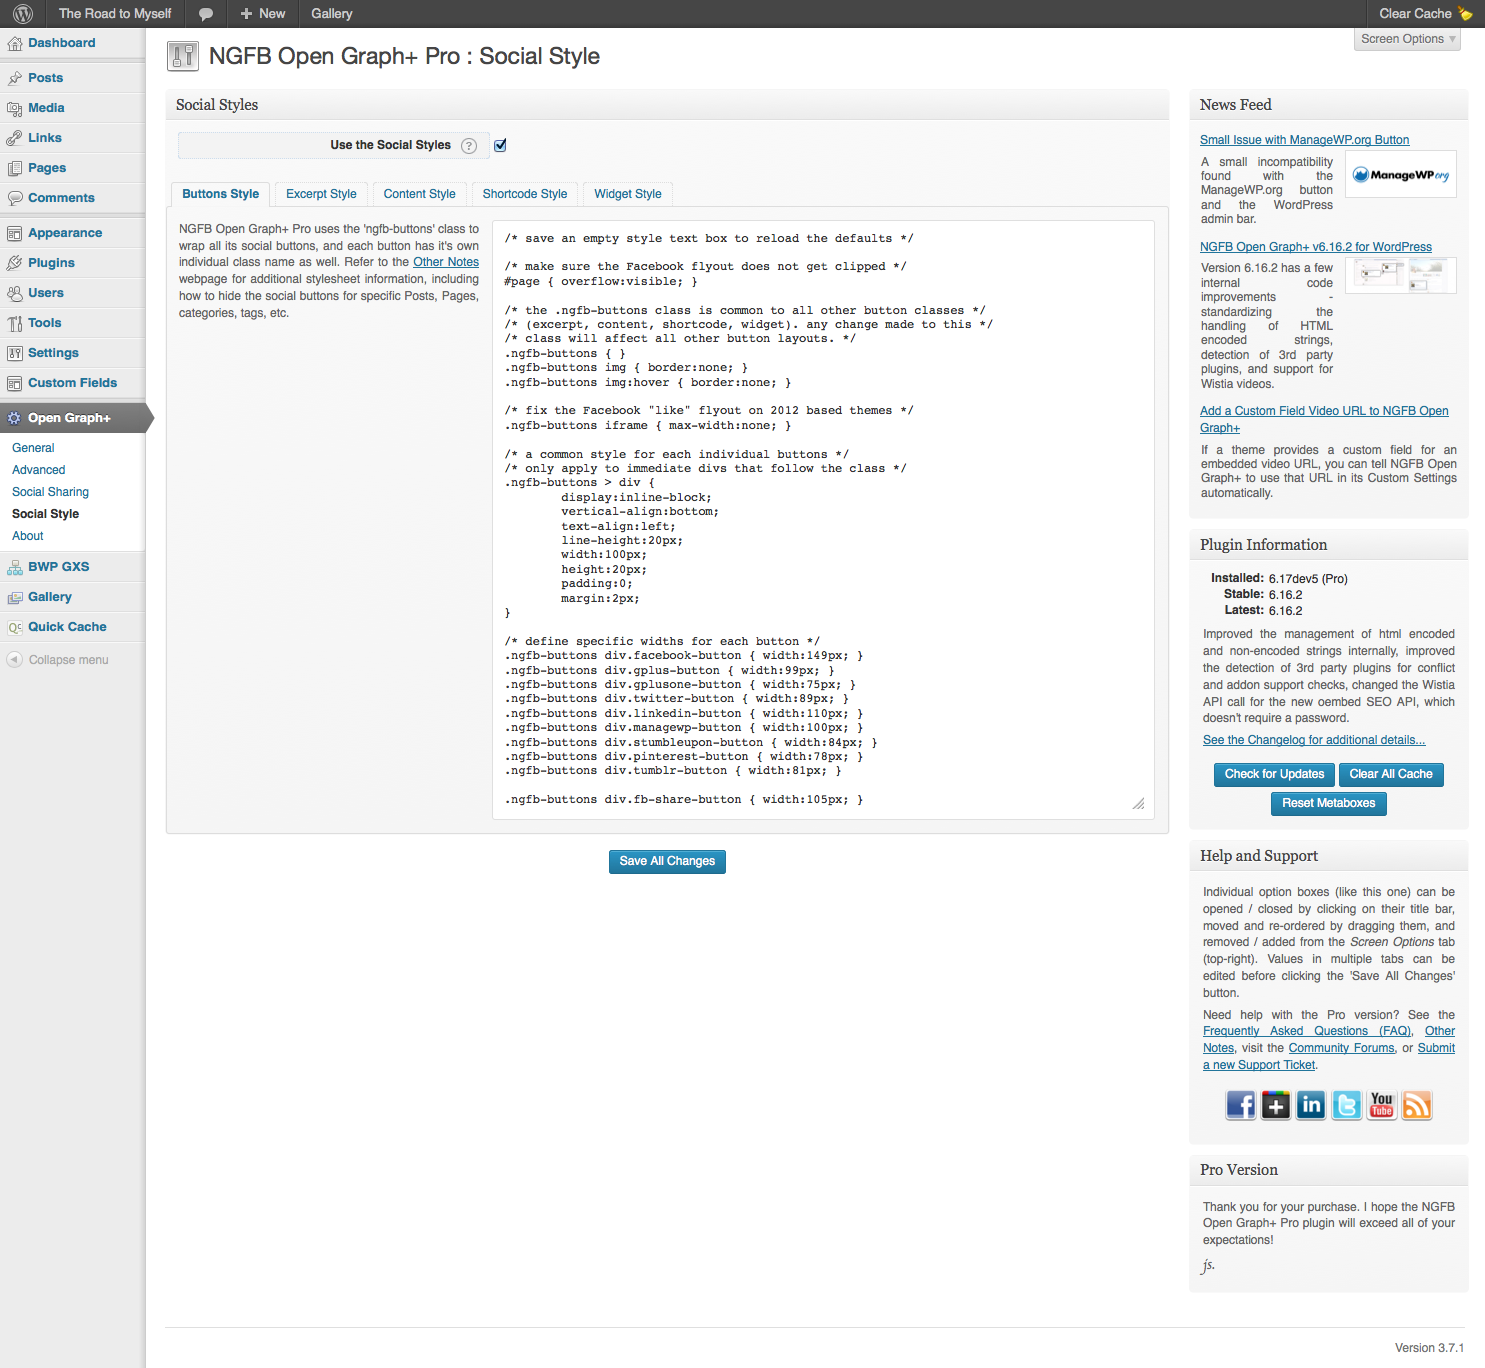 The Road to Myself
New
Gallery
Clear Cache
Screen Options
Dashboard
Posts
Media
Links
Pages
Comments
Appearance
Plugins
Users
Tools
Settings
Custom Fields
Open Graph+
General
Advanced
Social Sharing
Social Style
About
BWP GXS
Gallery
Quick Cache
Collapse menu
NGFB Open Graph+ Pro : Social Style
Social Styles
Use the Social Styles ?
Buttons Style
Excerpt Style
Content Style
Shortcode Style
Widget Style
NGFB Open Graph+ Pro uses the 'ngfb-buttons' class to
wrap all its social buttons, and each button has it's own
individual class name as well. Refer to the Other Notes
webpage for additional stylesheet information, including
how to hide the social buttons for specific Posts, Pages,
categories, tags, etc.
/* save an empty style text box to reload the defaults */
/* make sure the Facebook flyout does not get clipped */
#page { overflow:visible; }
/* the .ngfb-buttons class is common to all other button classes */
/* (excerpt, content, shortcode, widget). any change made to this */
/* class will affect all other button layouts. */
.ngfb-buttons { }
.ngfb-buttons img { border:none; }
.ngfb-buttons img:hover { border:none; }
/* fix the Facebook "like" flyout on 2012 based themes */
.ngfb-buttons iframe { max-width:none; }
/* a common style for each individual buttons */
/* only apply to immediate divs that follow the class */
.ngfb-buttons > div {
display:inline-block;
vertical-align:bottom;
text-align:left;
line-height:20px;
width:100px;
height:20px;
padding:0;
margin:2px;
}
/* define specific widths for each button */
.ngfb-buttons div.facebook-button { width:149px; }
.ngfb-buttons div.gplus-button { width:99px; }
.ngfb-buttons div.gplusone-button { width:75px; }
.ngfb-buttons div.twitter-button { width:89px; }
.ngfb-buttons div.linkedin-button { width:110px; }
.ngfb-buttons div.managewp-button { width:100px; }
.ngfb-buttons div.stumbleupon-button { width:84px; }
.ngfb-buttons div.pinterest-button { width:78px; }
.ngfb-buttons div.tumblr-button { width:81px; }
.ngfb-buttons div.fb-share-button { width:105px; }
Save All Changes
News Feed
Small Issue with ManageWP.org Button
A small incompatibility
found with the
ManageWP.org button
and the WordPress
admin bar.
ManageWP.org
NGFB Open Graph+ v6.16.2 for WordPress
Version 6.16.2 has a few
internal code
improvements -
standardizing the
handling of HTML
encoded strings,
detection of 3rd party
plugins, and support for
Wistia videos.
Add a Custom Field Video URL to NGFB Open
Graph+
If a theme provides a custom field for an
embedded video URL, you can tell NGFB Open
Graph+ to use that URL in its Custom Settings
automatically.
Plugin Information
Installed: 6.17dev5 (Pro)
Stable: 6.16.2
Latest: 6.16.2
Improved the management of html encoded
and non-encoded strings internally, improved
the detection of 3rd party plugins for conflict
and addon support checks, changed the Wistia
API call for the new oembed SEO API, which
doesn't require a password.
See the Changelog for additional details...
Check for Updates
Clear All Cache
Reset Metaboxes
Help and Support
Individual option boxes (like this one) can be
opened / closed by clicking on their title bar,
moved and re-ordered by dragging them, and
removed / added from the Screen Options tab
(top-right). Values in multiple tabs can be
edited before clicking the 'Save All Changes'
button.
Need help with the Pro version? See the
Frequently Asked Questions (FAQ), Other
Notes, visit the Community Forums, or Submit
a new Support Ticket.
You
Tube
Pro Version
Thank you for your purchase. I hope the NGFB
Open Graph+ Pro plugin will exceed all of your
expectations!
js.
Version 3.7.1